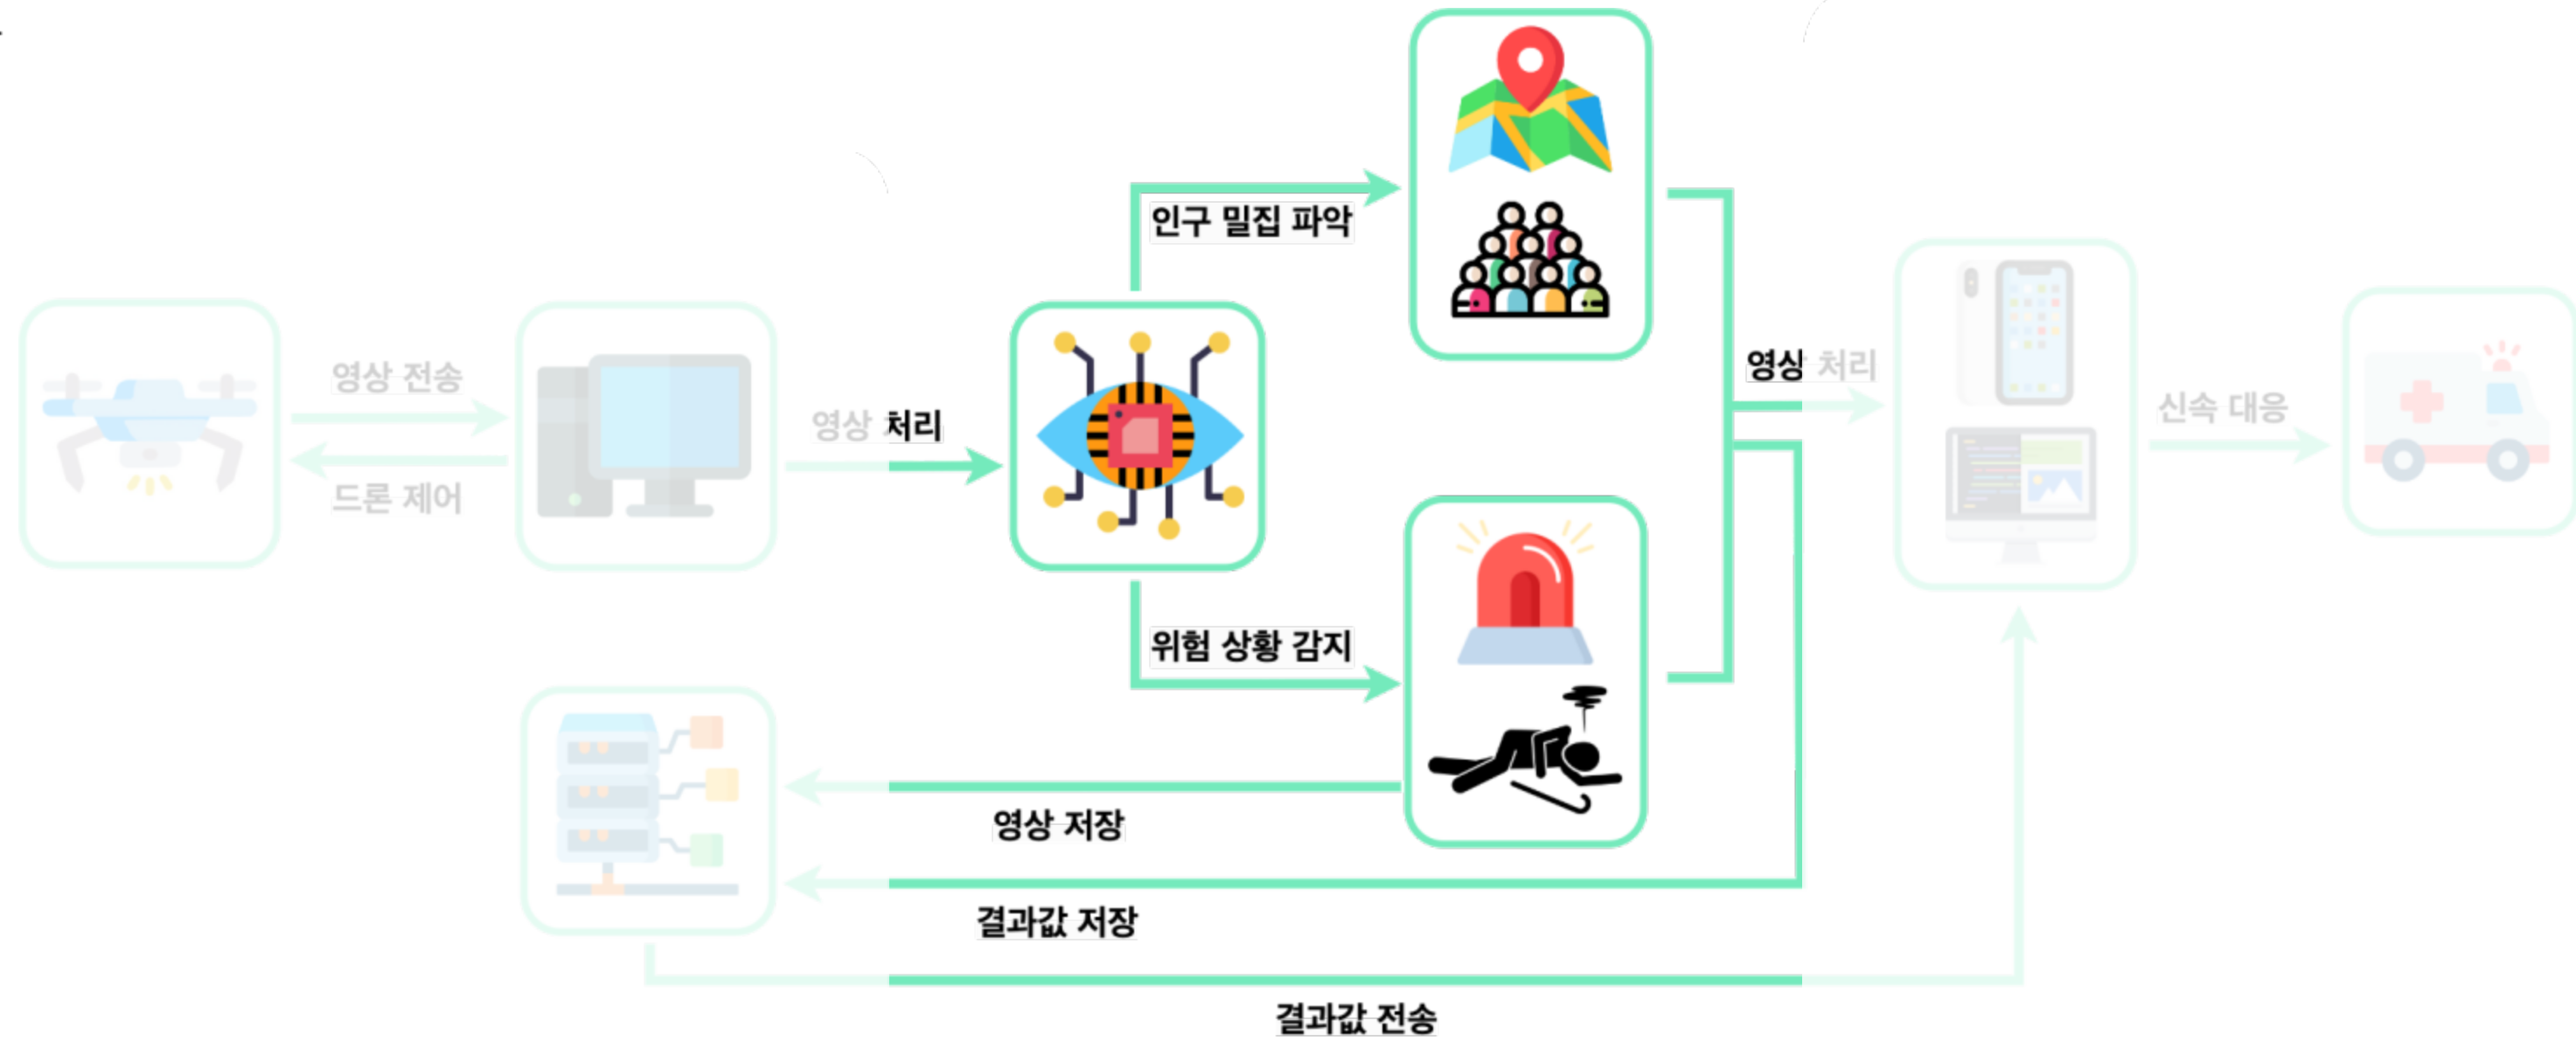 인구 밀집 파악
영상 전송
드론 제어
영상 처리
영상 처리
신속 대응
위험 상황 감지
영상 저장
결과값 저장
결과값 전송